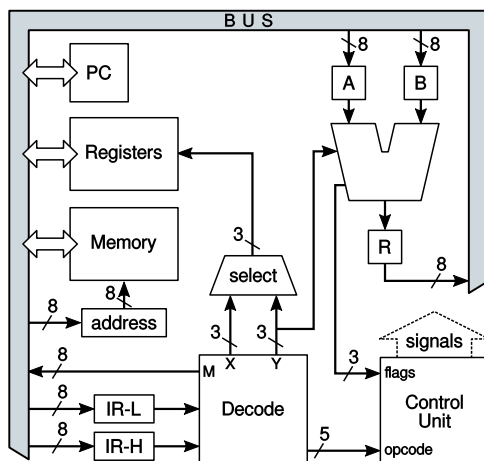 BUS
8
8
PC
A
B
Registers
Memory
3
R
8
select
8
8
address
3
3
signals
8
M
X
Y
3
flags
8
IR-L
Decode
Control
Unit
8
IR-H
5
opcode